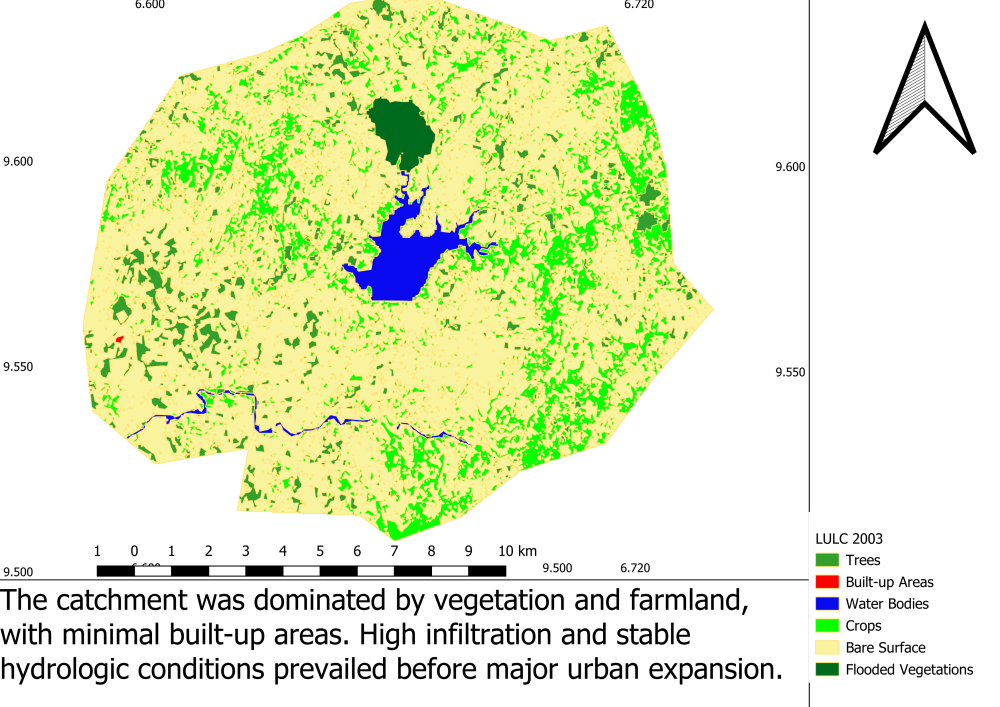 6.600 6.720
9.600 9.600
9.550 9.550
1 0 1 2 3 4 5 6 7 8 9 10 km
9.500 6.600 9.500 6.720
LULC 2003
Trees
Built-up Areas
Water Bodies
Crops
Bare Surface
Flooded Vegetations
The catchment was dominated by vegetation and farmland,
with minimal built-up areas. High infiltration and stable
hydrologic conditions prevailed before major urban expansion.